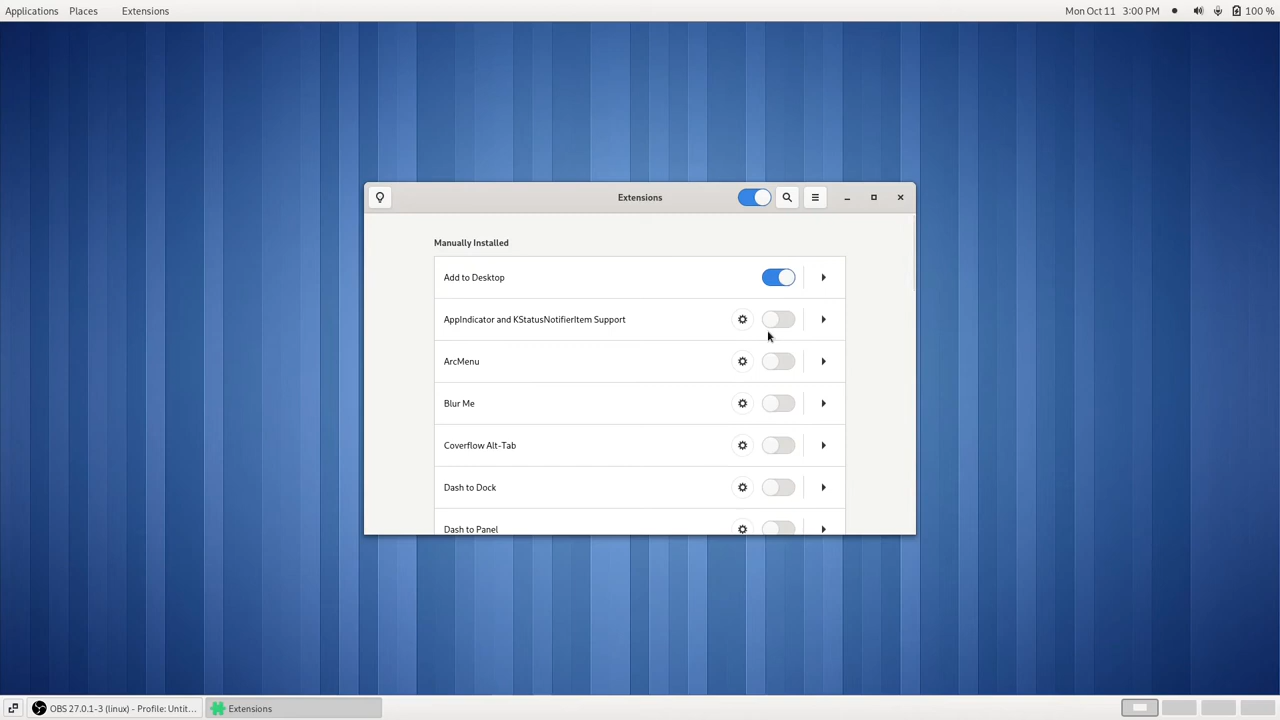 Applications Places Extensions Mon Oct 11 3:00 PM 100 %
Extensions
Manually Installed
Add to Desktop
AppIndicator and KStatusNotifierItem Support
ArcMenu
Blur Me
Coverflow Alt-Tab
Dash to Dock
Dash to Panel
OBS 27.0.1-3 (linux) - Profile: Untit... Extensions